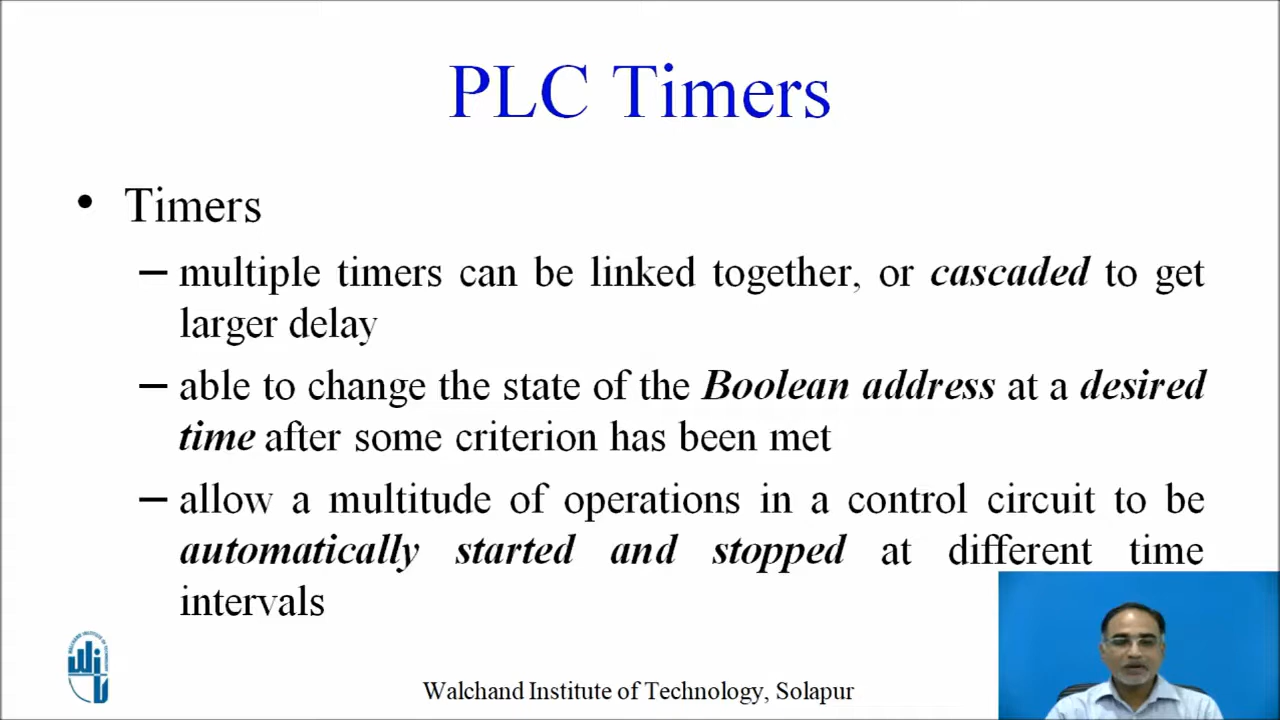 PLC Timers
• Timers
– multiple timers can be linked together, or cascaded to get
larger delay
– able to change the state of the Boolean address at a desired
time after some criterion has been met
– allow a multitude of operations in a control circuit to be
automatically started and stopped at different time
intervals
Walchand Institute of Technology, Solapur